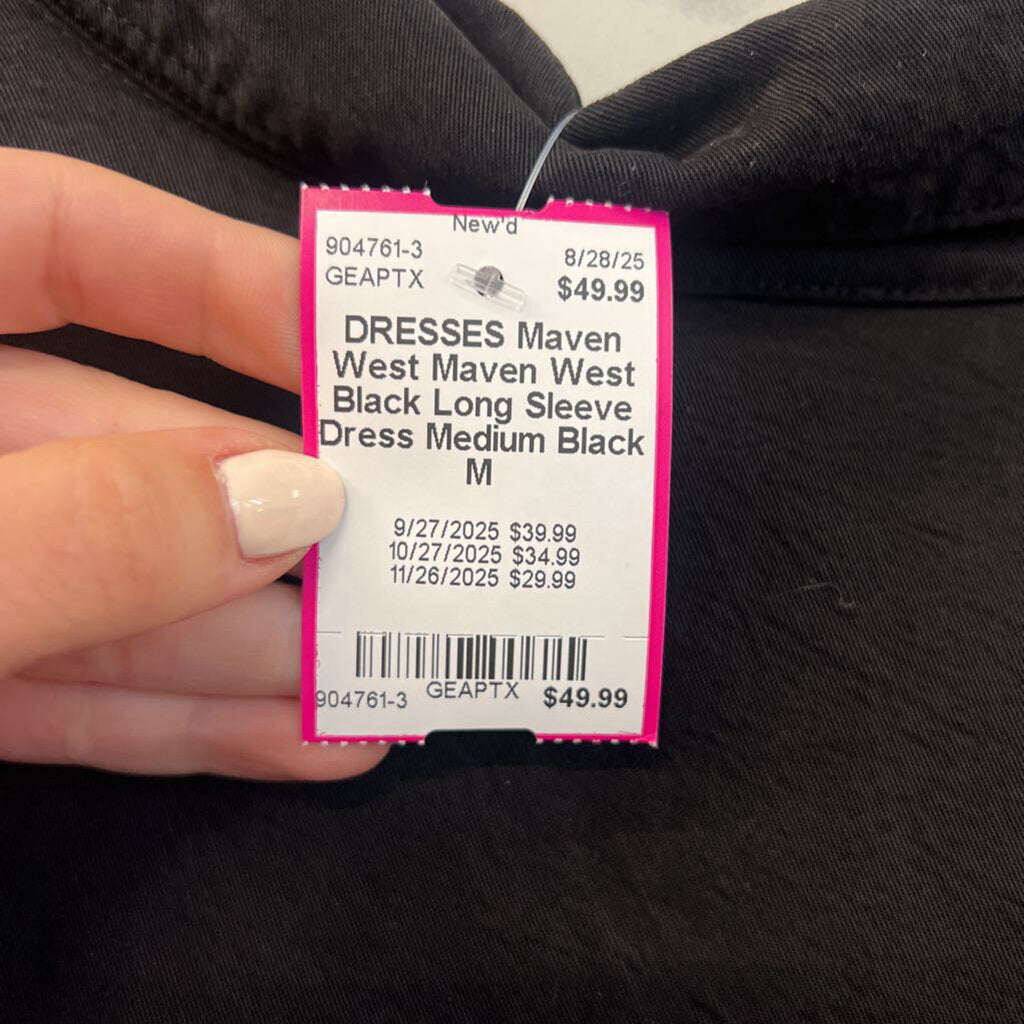 New'd
904761-3 8/28/25
GEAPTX $49.99
DRESSES Maven
West Maven West
Black Long Sleeve
Dress Medium Black
M
9/27/2025 $39.99
10/27/2025 $34.99
11/26/2025 $29.99
904761-3 GEAPTX $49.99